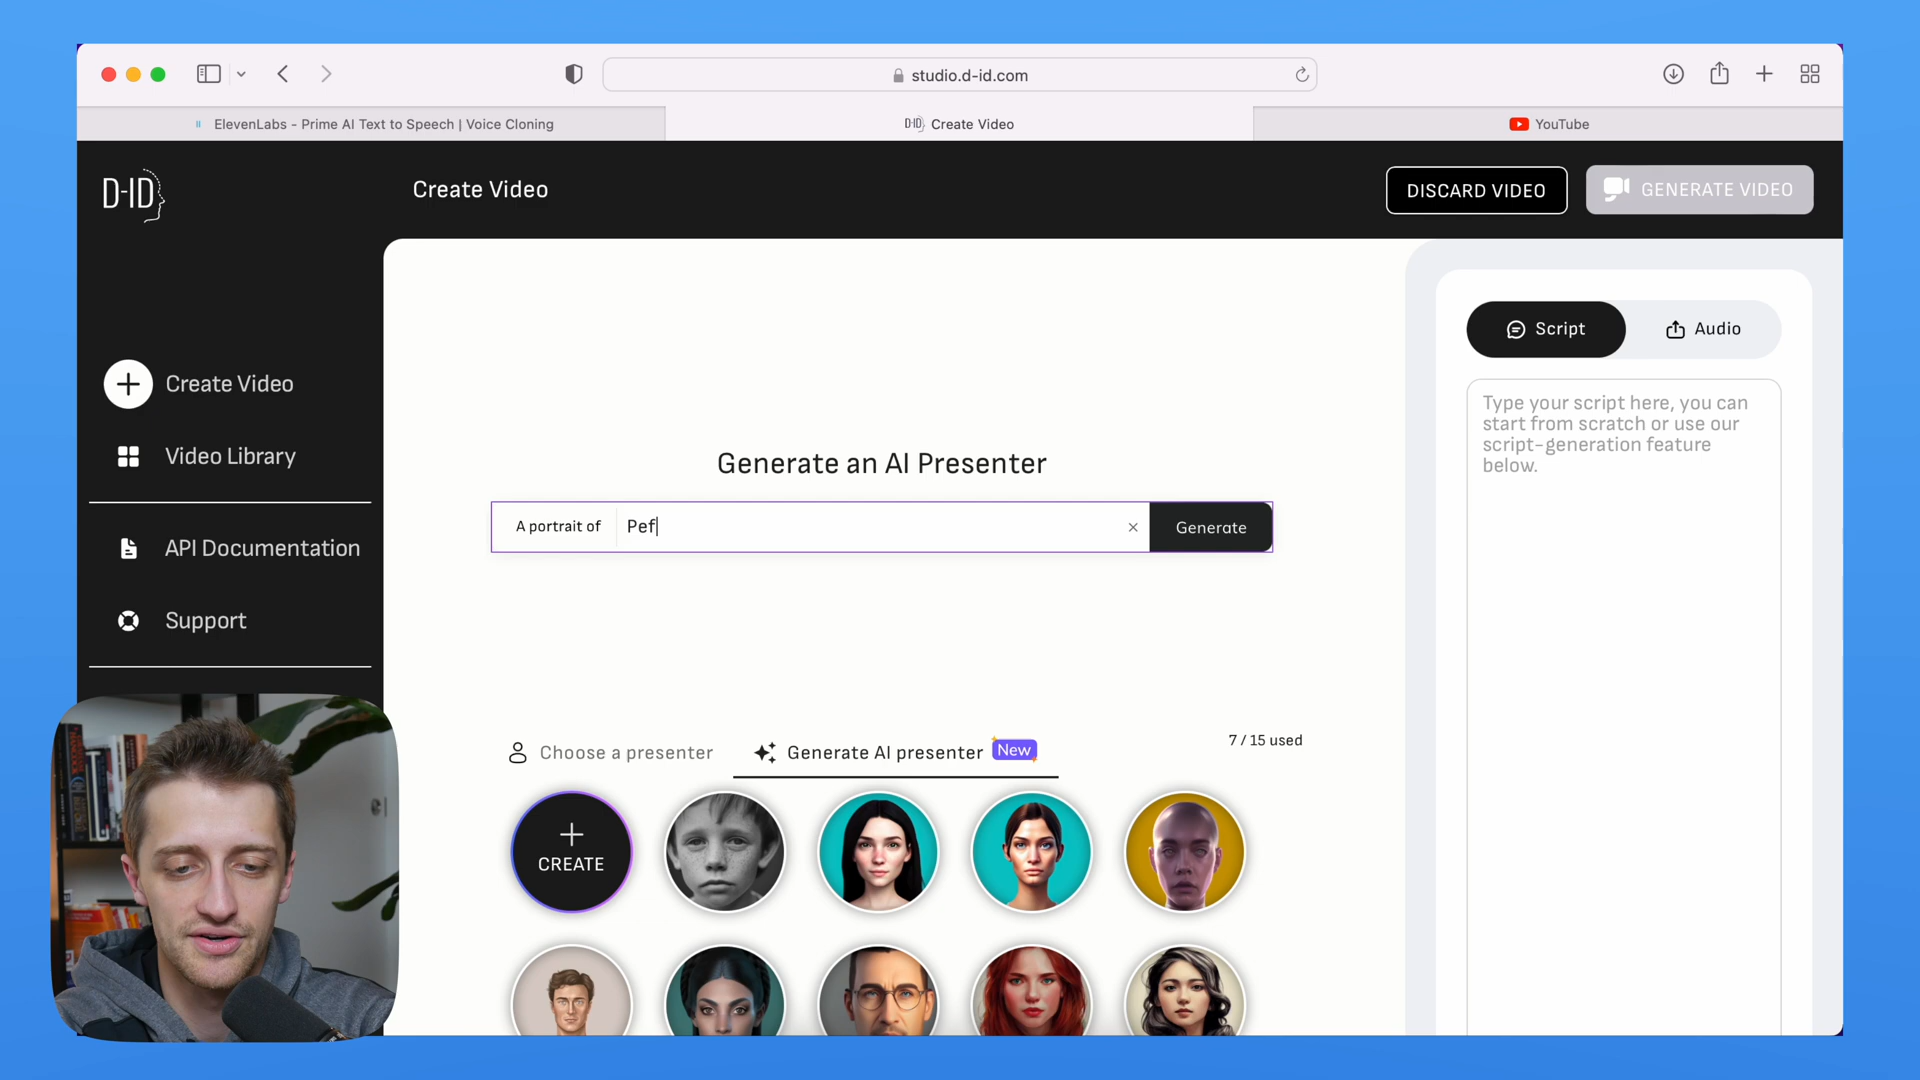 studio.d-id.com
ElevenLabs - Prime AI Text to Speech | Voice Cloning
D-ID Create Video
YouTube
D-ID
Create Video
DISCARD VIDEO
GENERATE VIDEO
Create Video
Video Library
API Documentation
Support
Generate an AI Presenter
A portrait of
Pef
Generate
Choose a presenter
Generate AI presenter
New
7 / 15 used
CREATE
Script
Audio
Type your script here, you can
start from scratch or use our
script-generation feature
below.